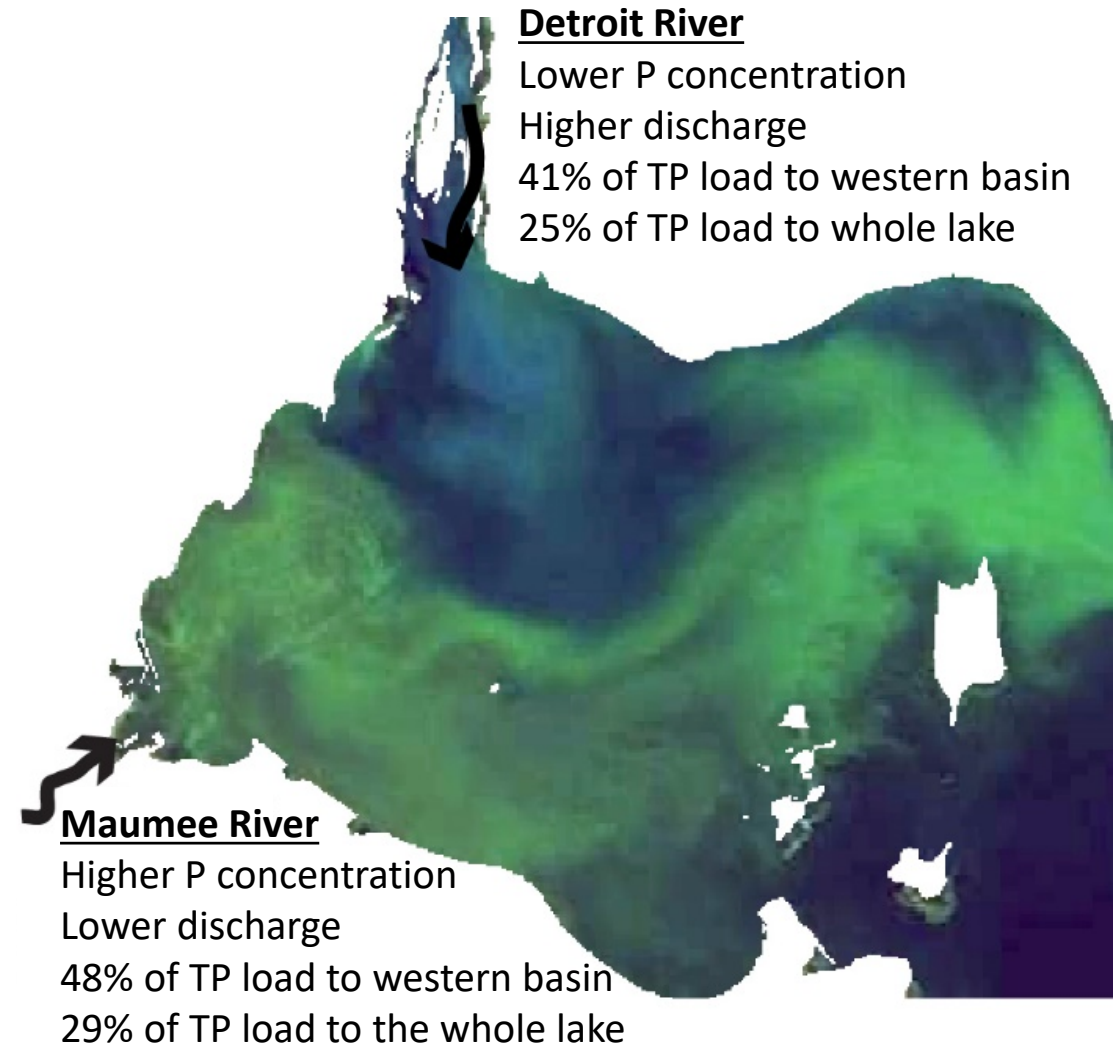 Detroit River
Lower P concentration
Higher discharge
41% of TP load to western basin
25% of TP load to whole lake
Maumee River
Higher P concentration
Lower discharge
48% of TP load to western basin
29% of TP load to the whole lake